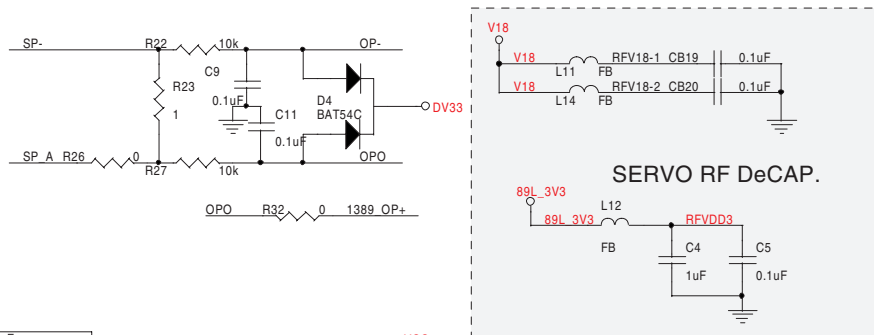 SP- R22 10k OP-
C9
0.1uF
R23
1
C11
0.1uF
D4
BAT54C
DV33
SP_A R26 0 R27 10k OPO
OPO R32 0 1389_OP+
V18
V18 L11 FB RFV18-1 CB19 0.1uF
V18 L14 FB RFV18-2 CB20 0.1uF
SERVO RF DeCAP.
89L_3V3
89L_3V3 L12 FB RFVDD3
C4
1uF
C5
0.1uF